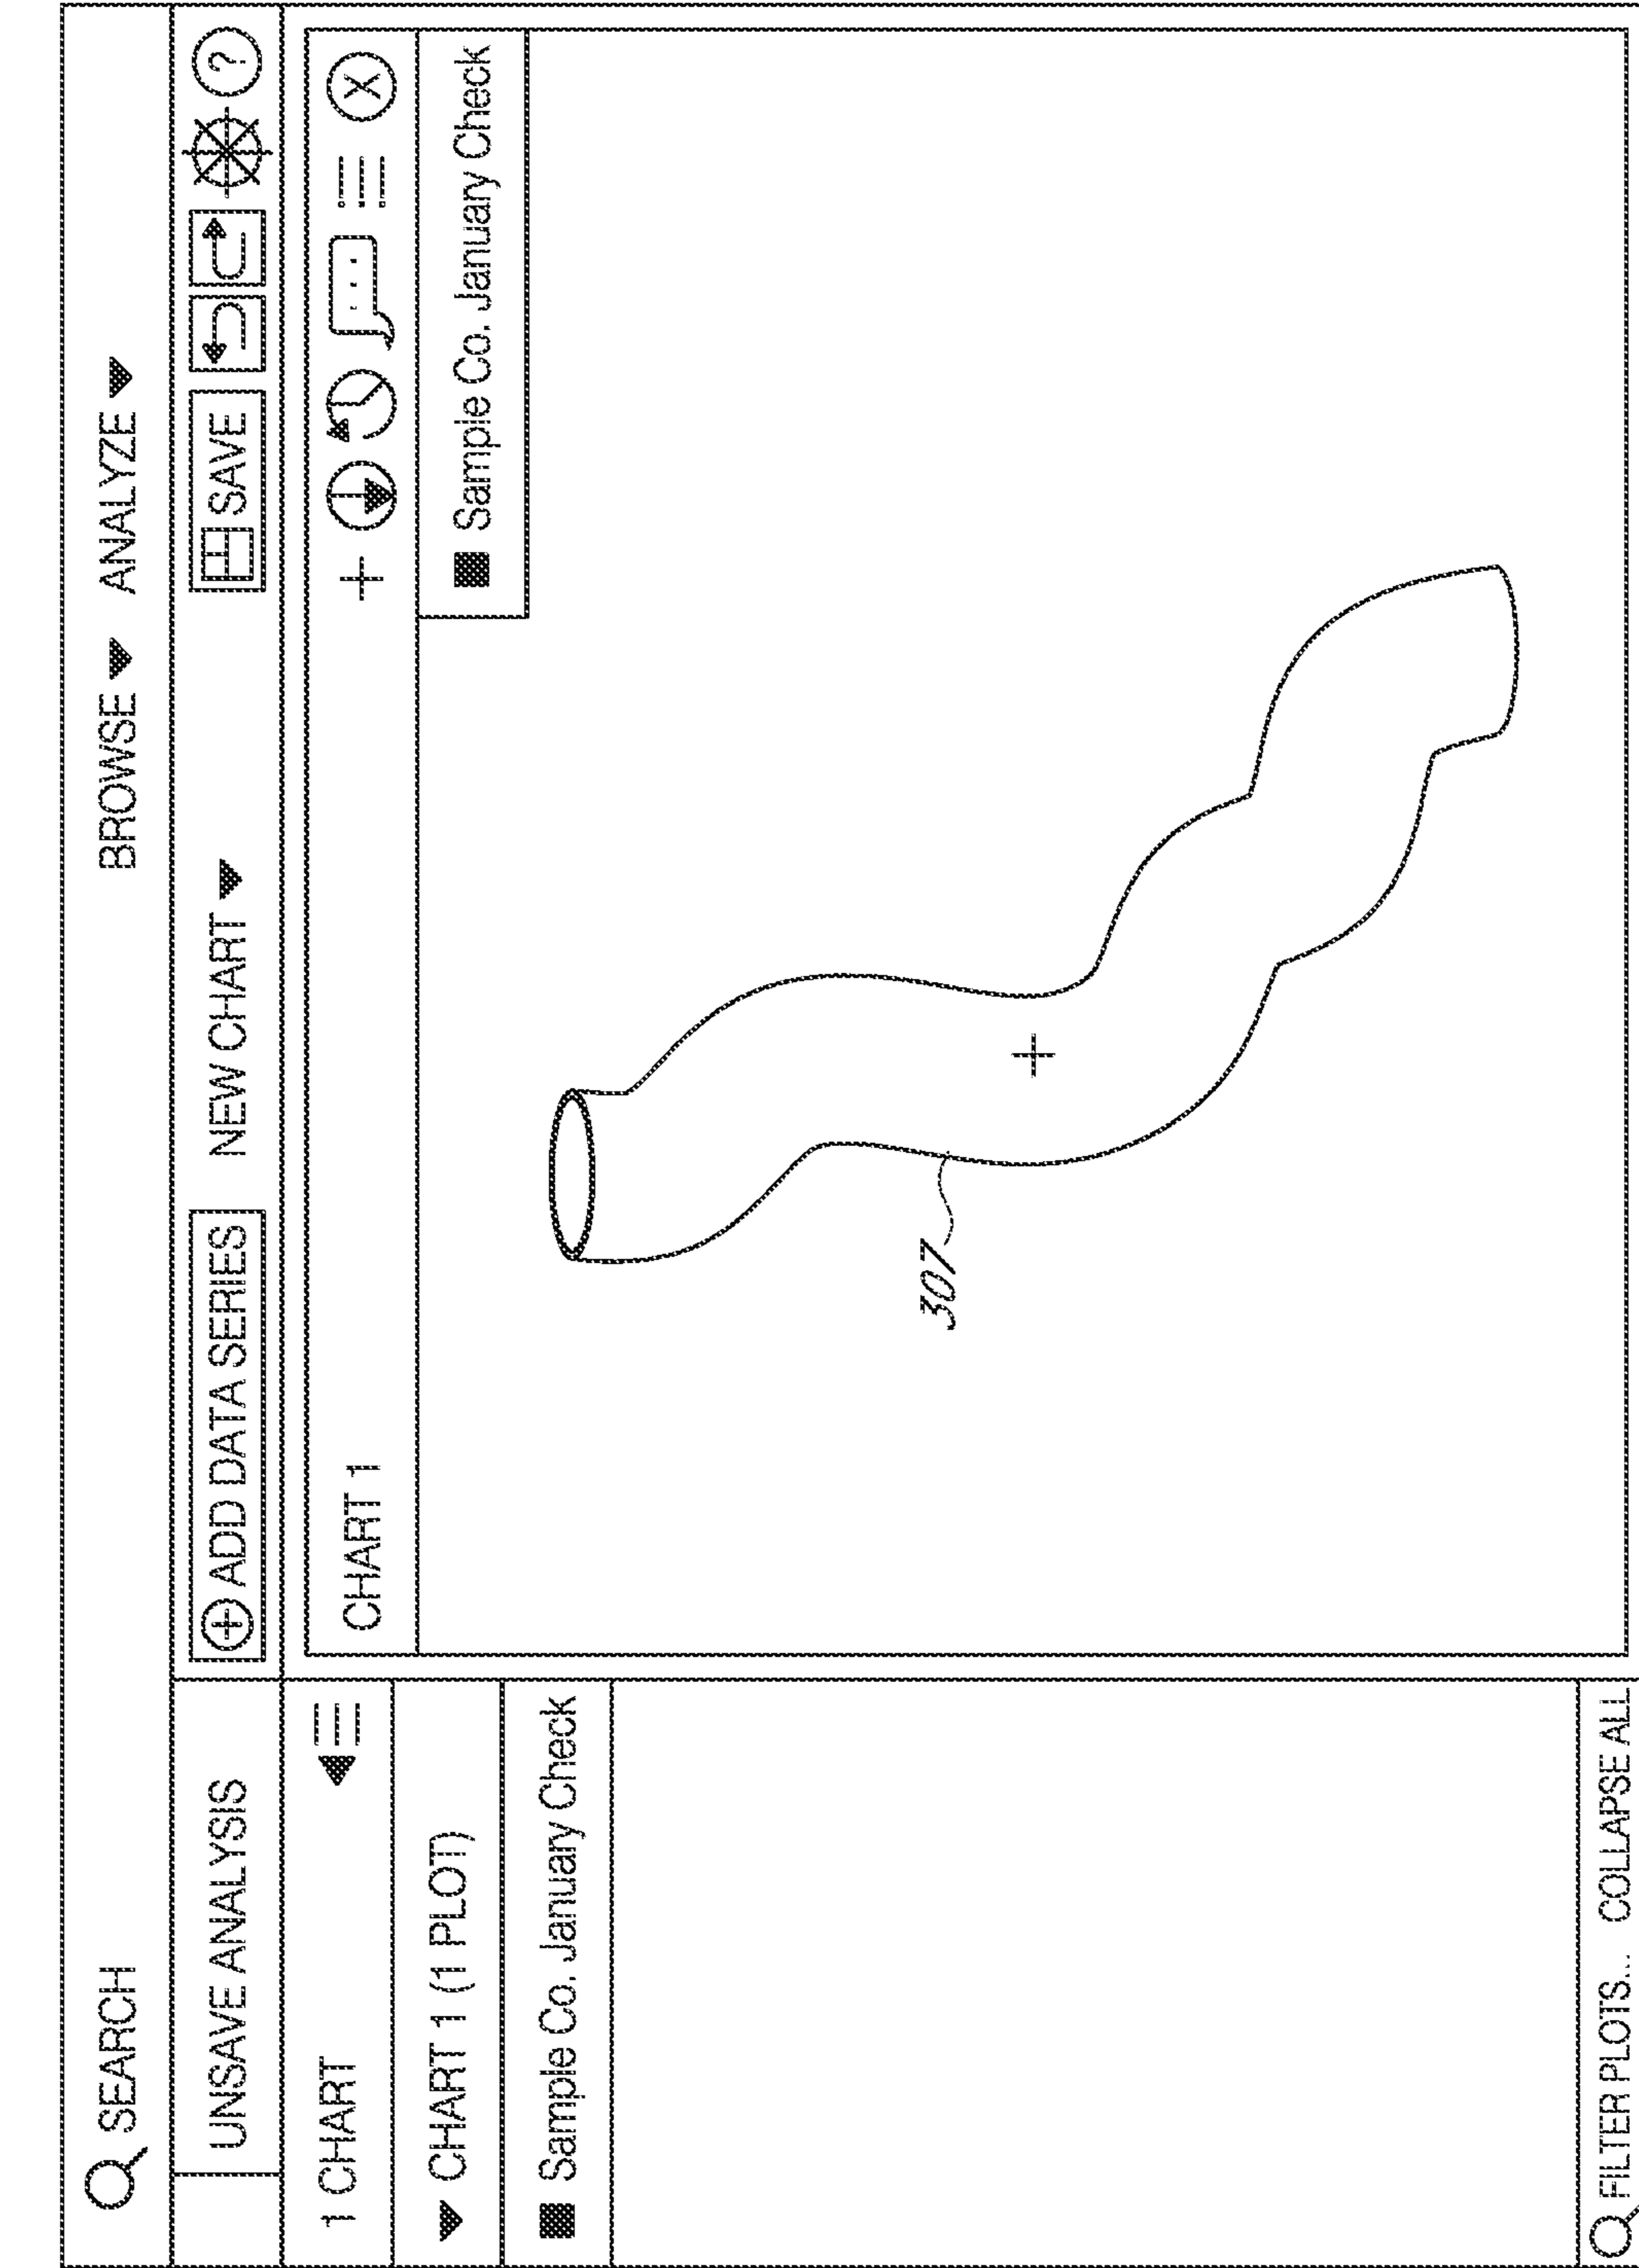 SEARCH BROWSE ANALYZE
UNSAVE ANALYSIS ADD DATA SERIES NEW CHART SAVE ?
1 CHART
CHART 1 (1 PLOT)
Sample Co. January Check
CHART 1 + X
Sample Co. January Check
307
FILTER PLOTS... COLLAPSE ALL